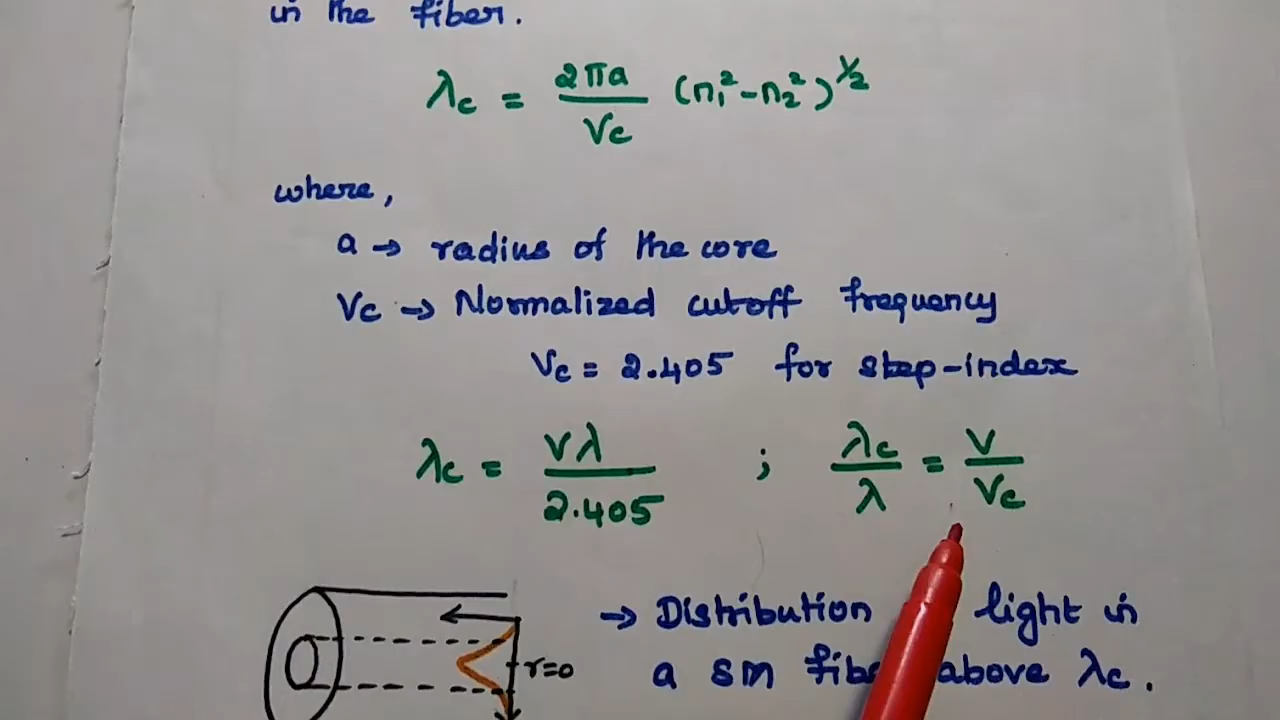 in the fiber.
λc = 2πa / Vc (n₁² - n₂²)^½
where,
a → radius of the core
Vc → Normalized cutoff frequency
Vc = 2.405 for step-index
λc = Vλ / 2.405 ; λc / λ = V / Vc
→ Distribution light in
r=0
a SM above λc.